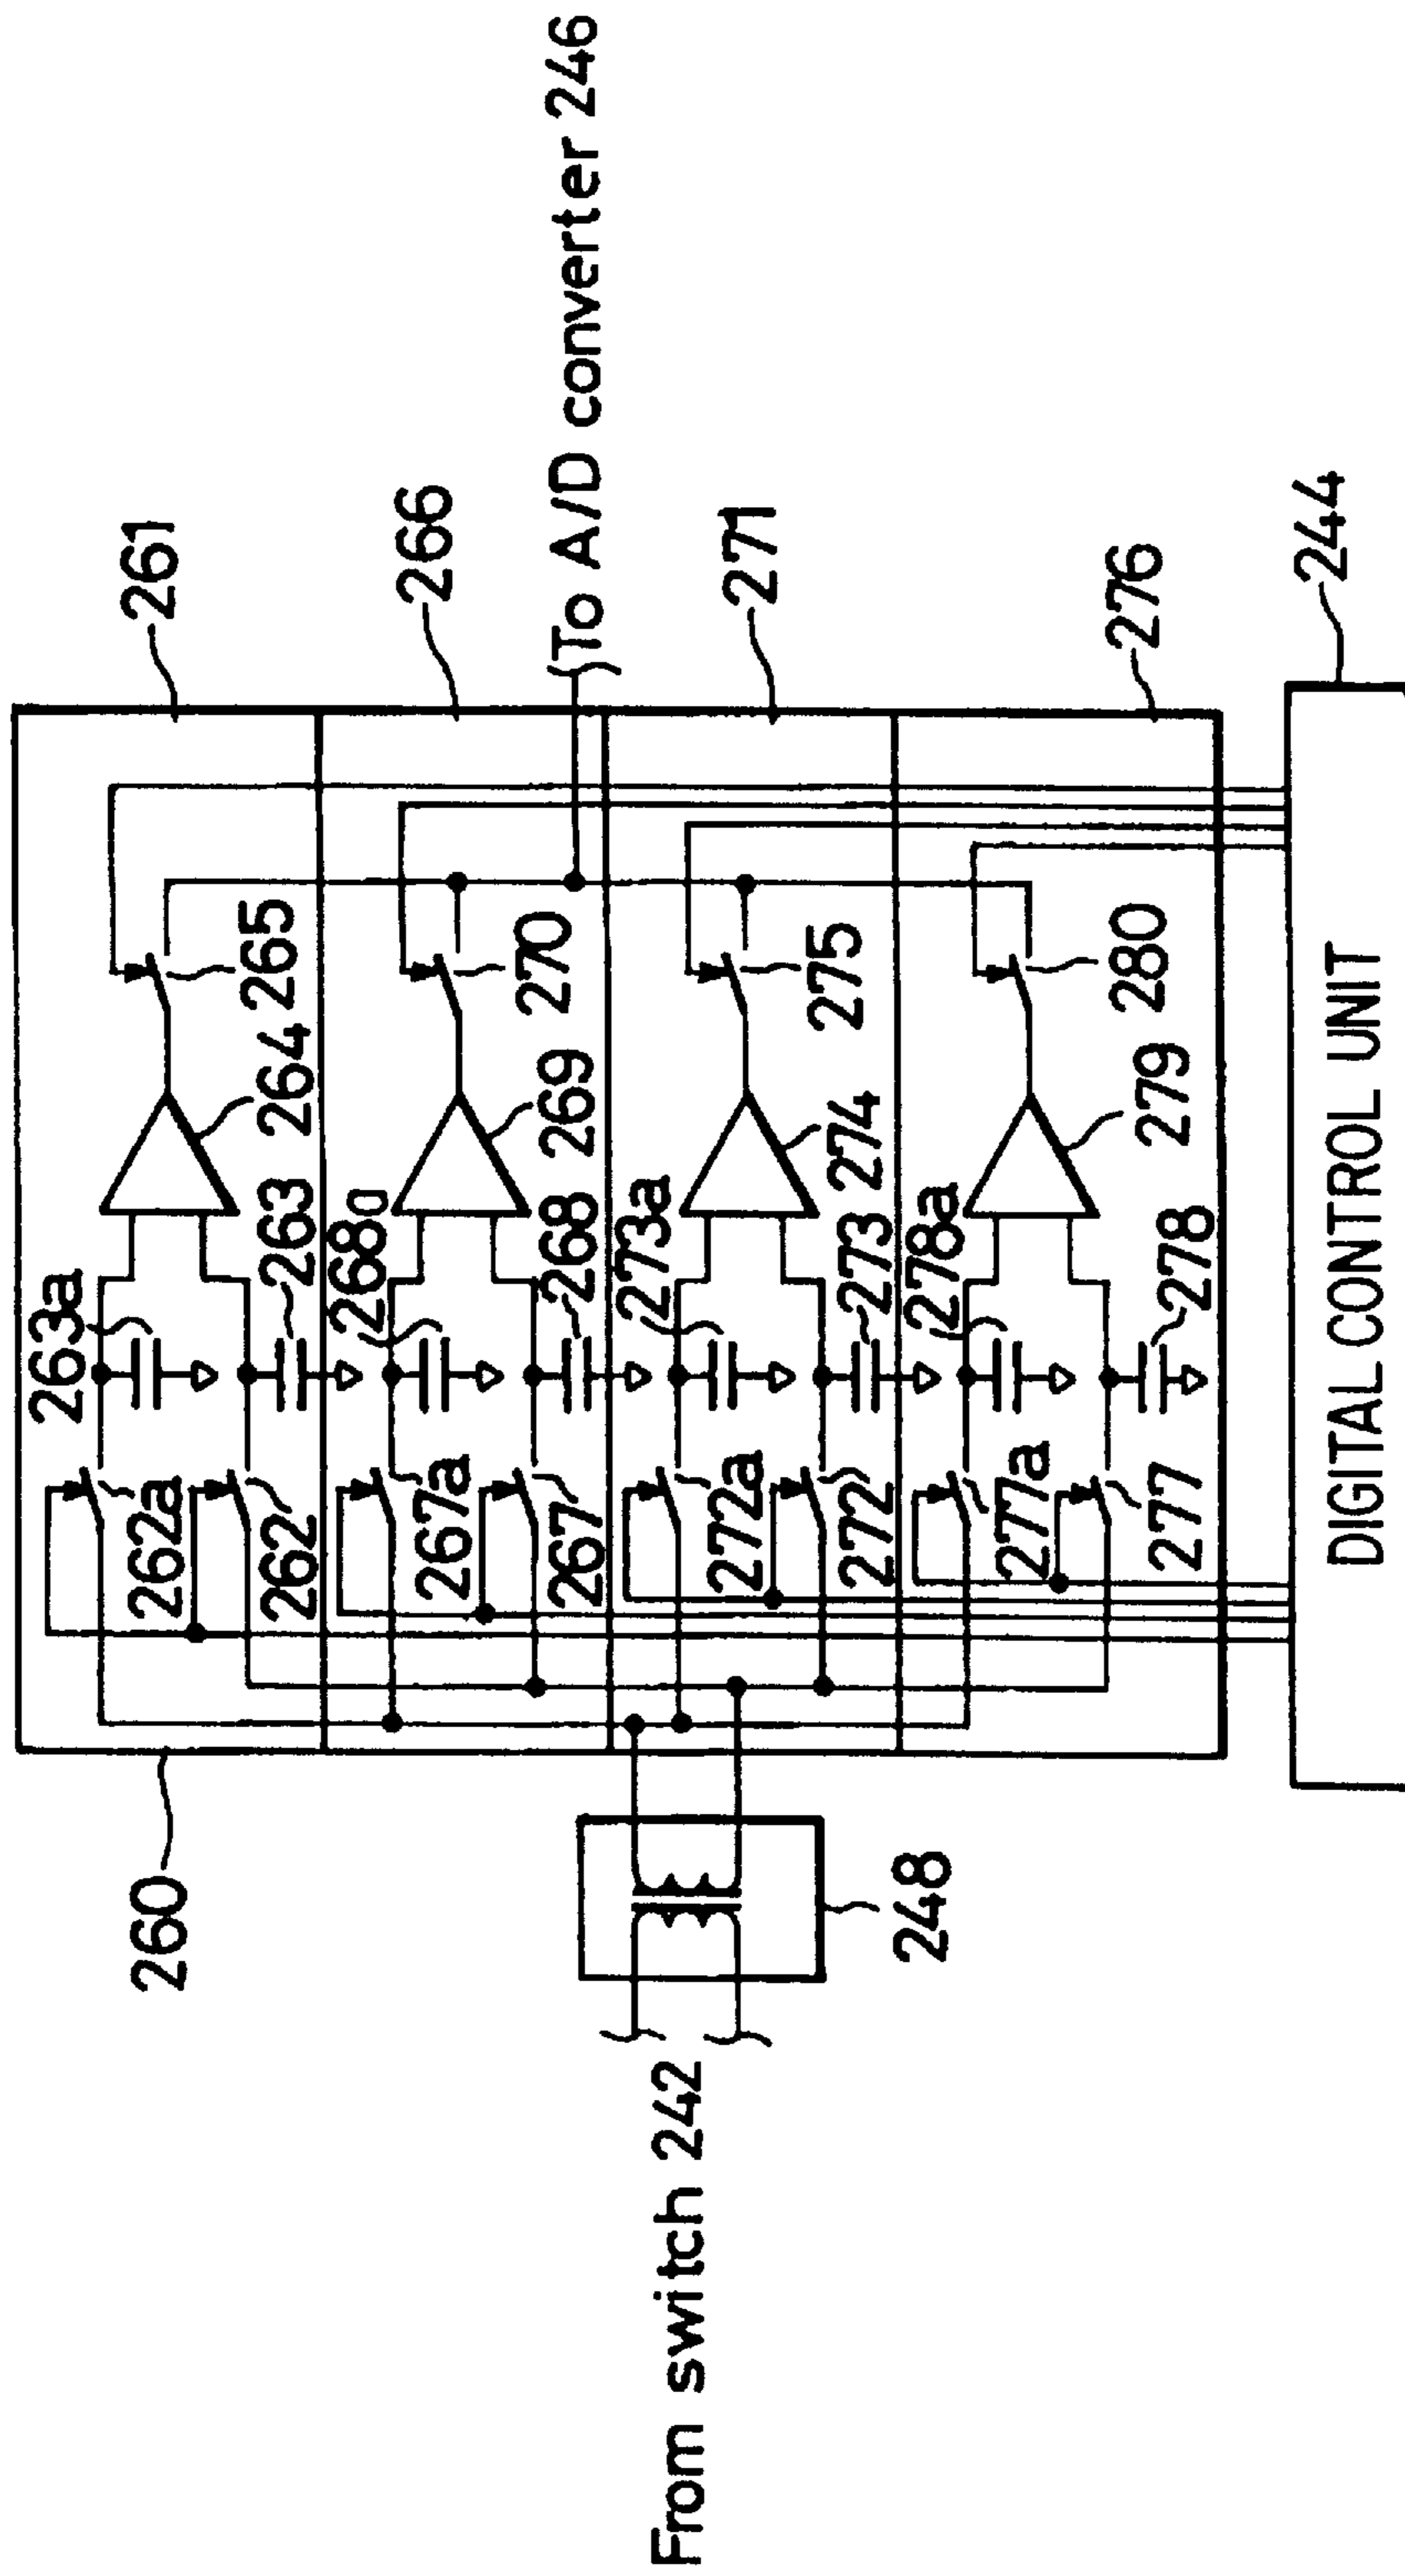 260
261
263a
262a
262
263
264
265
266
268a
267a
267
268
269
270
To A/D converter 246
271
273a
272a
272
273
274
275
276
278a
277a
277
278
279
280
248
From switch 242
244
DIGITAL CONTROL UNIT